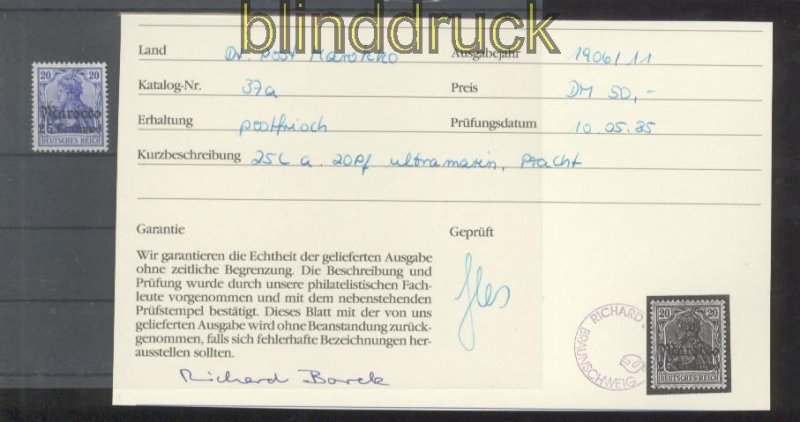 blinddruck
Land Dt. Post Marokko Ausgabejahr 1906/11
Katalog-Nr. 37a Preis DM 50,-
Erhaltung postfrisch Prüfungsdatum 10.05.85
Kurzbeschreibung 25C a. 20Pf ultramarin, Pracht
Garantie
Geprüft
Wir garantieren die Echtheit der gelieferten Ausgabe
ohne zeitliche Begrenzung. Die Beschreibung und
Prüfung wurde durch unsere philatelistischen Fach-
leute vorgenommen und mit dem nebenstehenden
Prüfstempel bestätigt. Dieses Blatt mit der von uns
gelieferten Ausgabe wird ohne Beanstandung zurück-
genommen, falls sich fehlerhafte Bezeichnungen her-
ausstellen sollten.
Richard Borek
20 20
Marocco
25 Centimos
DEUTSCHES REICH
RICHARD
BRAUNSCHWEIG
20 20
Marocco
DEUTSCHES REICH